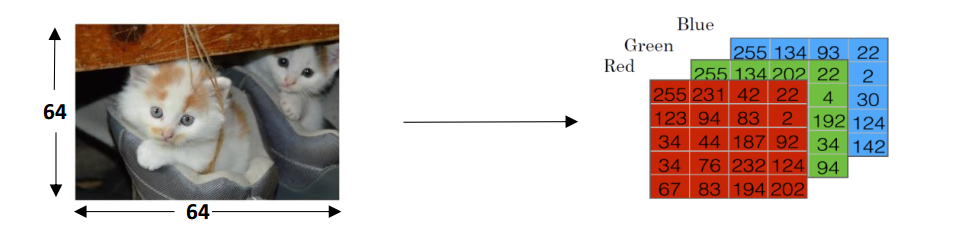 Blue
Green
Red
64
64
255 134 93 22
255 134 202 22 2
255 231 42 22 4 30
123 94 83 2 192 124
34 44 187 92 34 142
34 76 232 124 94
67 83 194 202